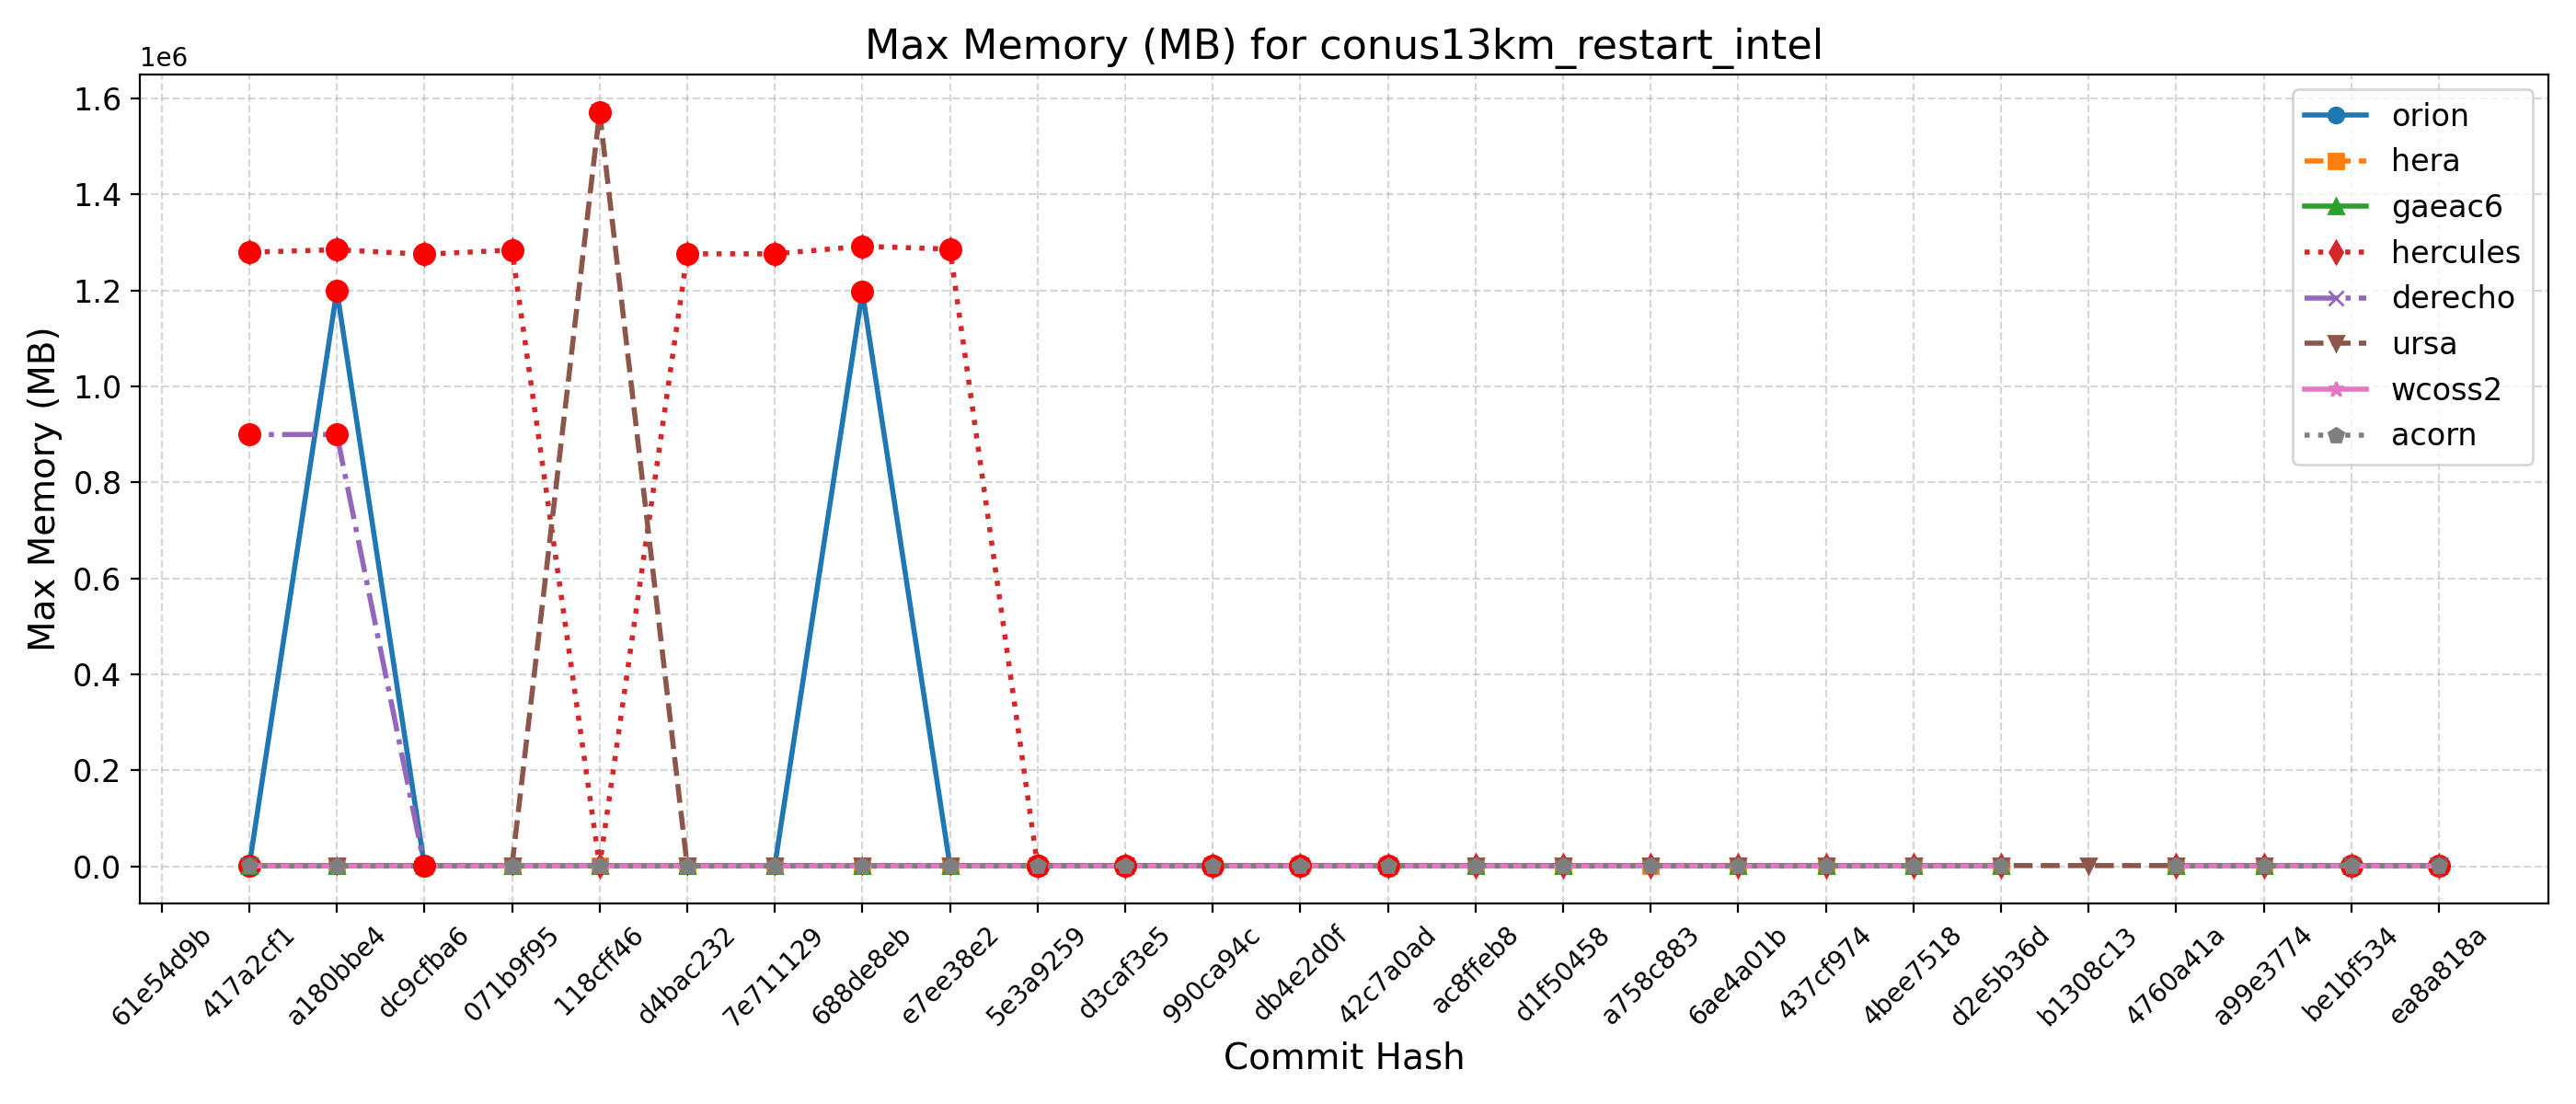 Max Memory (MB) for conus13km_restart_intel
1e6
1.6
1.4
1.2
1.0
0.8
0.6
0.4
0.2
0.0
Max Memory (MB)
orion
hera
gaeac6
hercules
derecho
ursa
wcoss2
acorn
61e54d9b
417a2cf1
a180bbe4
dc9cfba6
071b9f95
118cff46
d4bac232
7e711129
688de8eb
e7ee38e2
5e3a9259
d3caf3e5
990ca94c
db4e2d0f
42c7a0ad
ac8ffeb8
d1f50458
a758c883
6ae4a01b
437cf974
4bee7518
d2e5b36d
b1308c13
4760a41a
a99e3774
be1bf534
ea8a818a
Commit Hash